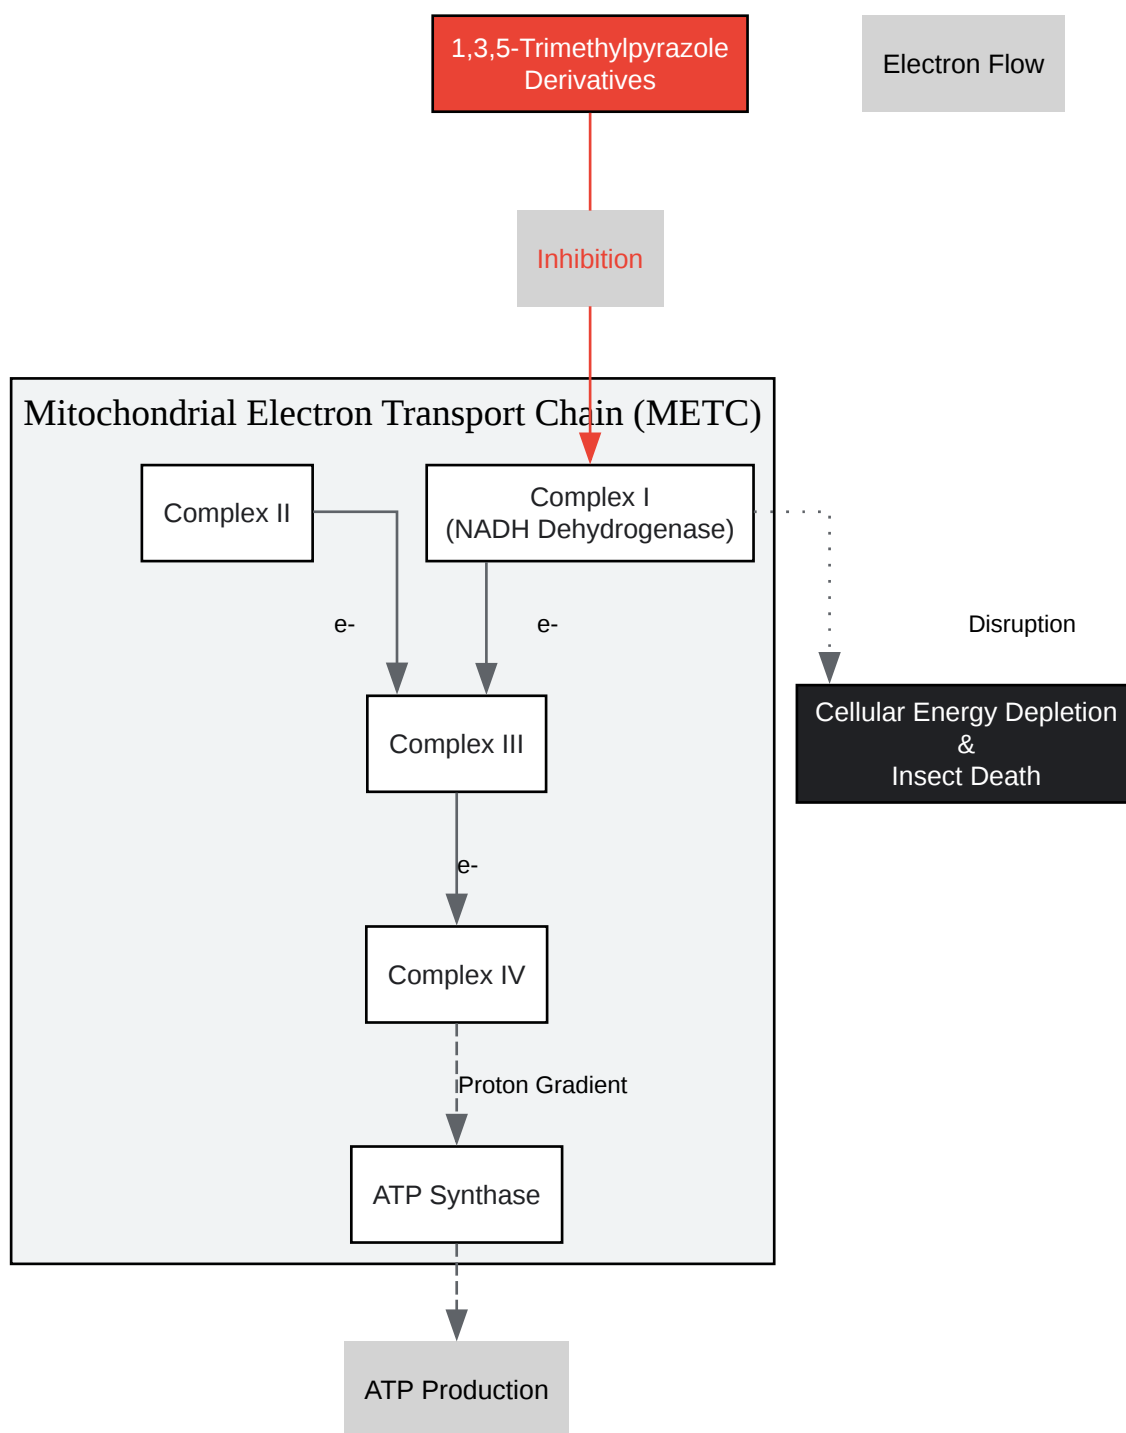 1,3,5-Trimethylpyrazole
Derivatives
Electron Flow
Inhibition
Mitochondrial Electron Transport Chain (METC)
Complex II
Complex I
(NADH Dehydrogenase)
e-
e-
Disruption
Complex III
Cellular Energy Depletion
&
Insect Death
e-
Complex IV
Proton Gradient
ATP Synthase
ATP Production